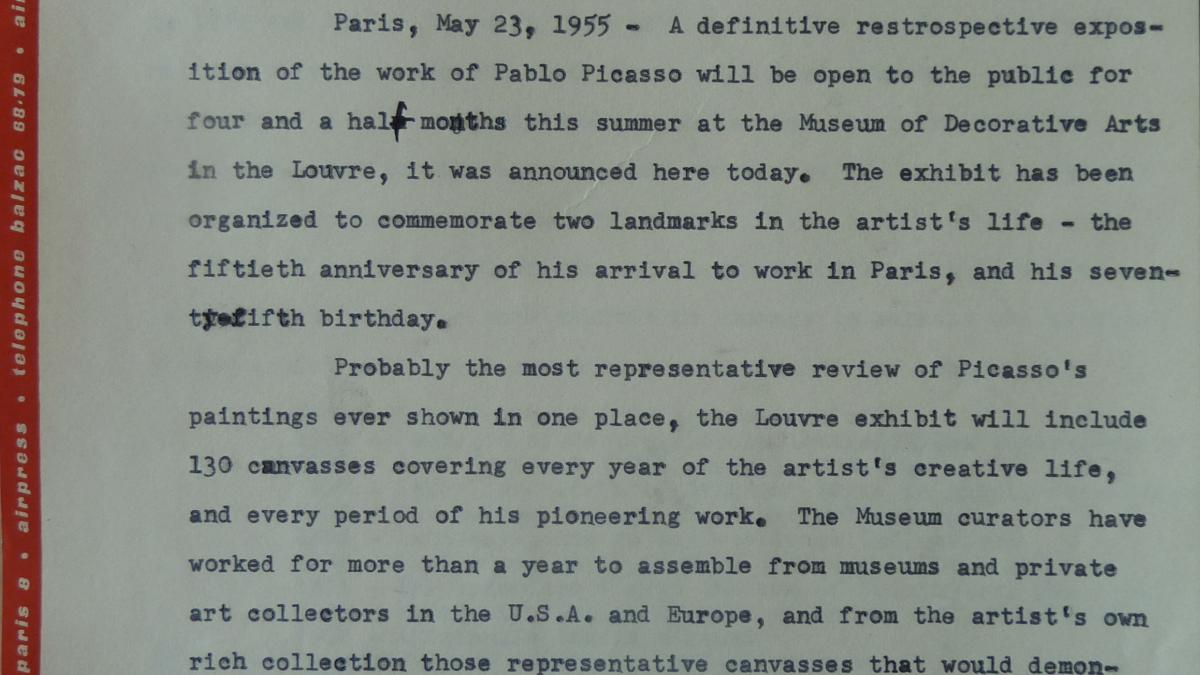 Paris, May 23, 1955 - A definitive restrospective expos-
ition of the work of Pablo Picasso will be open to the public for
four and a half months this summer at the Museum of Decorative Arts
in the Louvre, it was announced here today. The exhibit has been
organized to commemorate two landmarks in the artist's life - the
fiftieth anniversary of his arrival to work in Paris, and his seven-
ty-fifth birthday.
Probably the most representative review of Picasso's
paintings ever shown in one place, the Louvre exhibit will include
130 canvasses covering every year of the artist's creative life,
and every period of his pioneering work. The Museum curators have
worked for more than a year to assemble from museums and private
art collectors in the U.S.A. and Europe, and from the artist's own
rich collection those representative canvasses that would demon-
paris 8 • airpress • telephone balzac 68-79 •